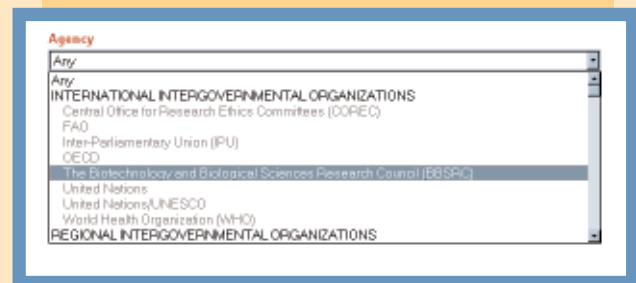 Agency
Any
Any
INTERNATIONAL INTERGOVERNMENTAL ORGANIZATIONS
Central Office for Research Ethics Committees (COREC)
FAO
Inter-Parliamentary Union (IPU)
OECD
The Biotechnology and Biological Sciences Research Council (BBSRC)
United Nations
United Nations/UNESCO
World Health Organization (WHO)
REGIONAL INTERGOVERNMENTAL ORGANIZATIONS